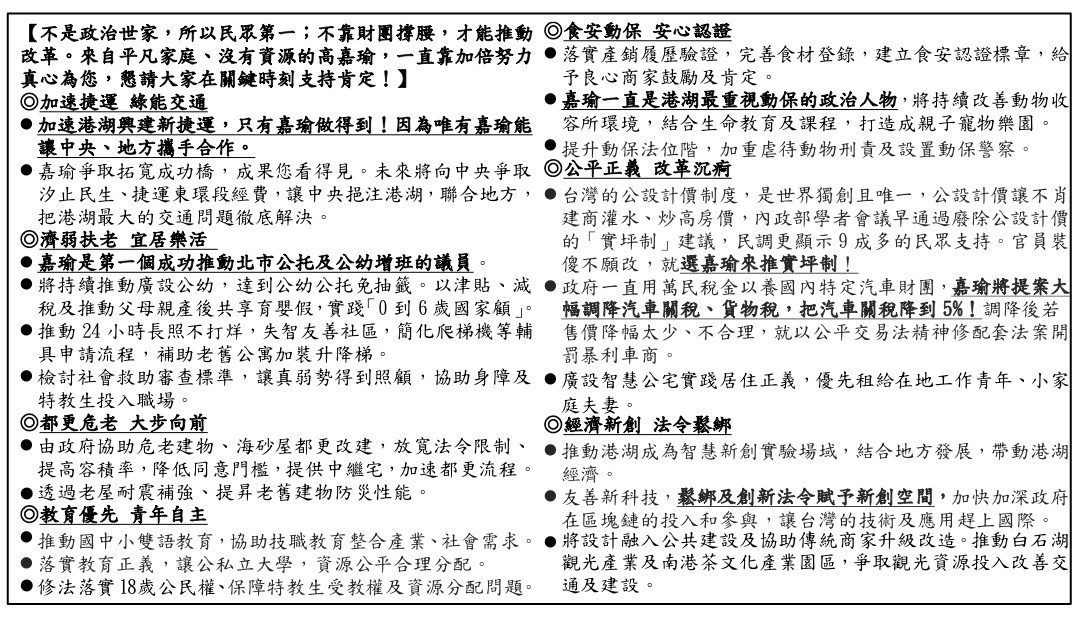 【不是政治世家，所以民眾第一；不靠財團撐腰，才能推動
改革。來自平凡家庭、沒有資源的高嘉瑜，一直靠加倍努力
真心為您，懇請大家在關鍵時刻支持肯定！】
◎加速捷運 綠能交通
●加速港湖興建新捷運，只有嘉瑜做得到！因為唯有嘉瑜能
讓中央、地方攜手合作。
●嘉瑜爭取拓寬成功橋，成果您看得見。未來將向中央爭取
汐止民生、捷運東環段經費，讓中央挹注港湖，聯合地方，
把港湖最大的交通問題徹底解決。
◎濟弱扶老 宜居樂活
●嘉瑜是第一個成功推動北市公托及公幼增班的議員。
●將持續推動廣設公幼，達到公幼公托免抽籤。以津貼、減
稅及推動父母親產後共享育嬰假，實踐「0 到 6 歲國家顧」。
●推動 24 小時長照不打烊，失智友善社區，簡化爬梯機等輔
具申請流程，補助老舊公寓加裝升降梯。
●檢討社會救助審查標準，讓真弱勢得到照顧，協助身障及
特教生投入職場。
◎都更危老 大步向前
●由政府協助危老建物、海砂屋都更改建，放寬法令限制、
提高容積率，降低同意門檻，提供中繼宅，加速都更流程。
●透過老屋耐震補強、提昇老舊建物防災性能。
◎教育優先 青年自主
●推動國中小雙語教育，協助技職教育整合產業、社會需求。
●落實教育正義，讓公私立大學，資源公平合理分配。
●修法落實 18歲公民權、保障特教生受教權及資源分配問題。
◎食安動保 安心認證
●落實產銷履歷驗證，完善食材登錄，建立食安認證標章，給
予良心商家鼓勵及肯定。
●嘉瑜一直是港湖最重視動保的政治人物，將持續改善動物收
容所環境，結合生命教育及課程，打造成親子寵物樂園。
●提升動保法位階，加重虐待動物刑責及設置動保警察。
◎公平正義 改革沉痾
●台灣的公設計價制度，是世界獨創且唯一，公設計價讓不肖
建商灌水、炒高房價，內政部學者會議早通過廢除公設計價
的「實坪制」建議，民調更顯示 9 成多的民眾支持。官員裝
傻不願改，就選嘉瑜來推實坪制！
●政府一直用萬民稅金以養國內特定汽車財團，嘉瑜將提案大
幅調降汽車關稅、貨物稅，把汽車關稅降到 5%！調降後若
售價降幅太少、不合理，就以公平交易法精神修配套法案開
罰暴利車商。
●廣設智慧公宅實踐居住正義，優先租給在地工作青年、小家
庭夫妻。
◎經濟新創 法令鬆綁
●推動港湖成為智慧新創實驗場域，結合地方發展，帶動港湖
經濟。
●友善新科技，鬆綁及創新法令賦予新創空間，加快加深政府
在區塊鏈的投入和參與，讓台灣的技術及應用趕上國際。
●將設計融入公共建設及協助傳統商家升級改造。推動白石湖
觀光產業及南港茶文化產業園區，爭取觀光資源投入改善交
通及建設。